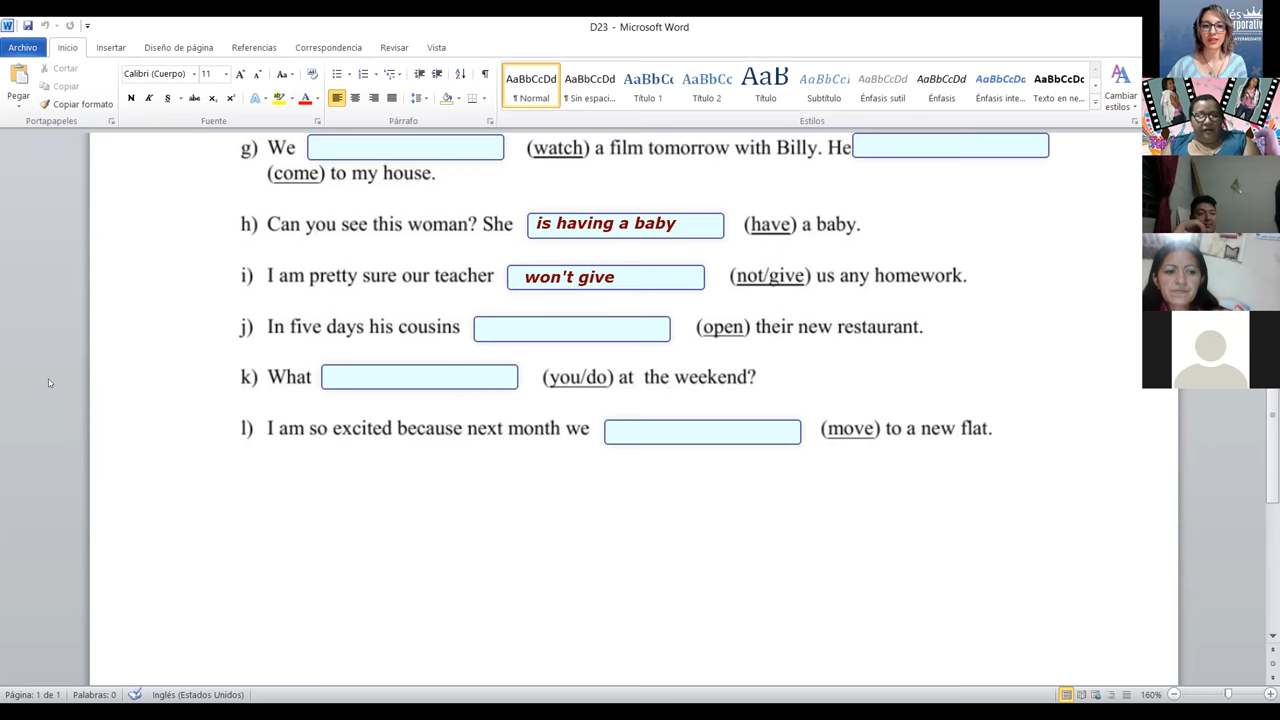 D23 - Microsoft Word
Archivo Inicio Insertar Diseño de página Referencias Correspondencia Revisar Vista
Pegar Cortar Copiar Copiar formato Portapapeles
Calibri (Cuerpo) 11 Fuente
Párrafo
AaBbCcDd AaBbCcDd AaBbC AaBbCc AaB AaBbCcL AaBbCcDd AaBbCcDd AaBbCcDc AaBbCcDc
¶ Normal ¶ Sin espaci... Título 1 Título 2 Título Subtítulo Énfasis sutil Énfasis Énfasis inte... Texto en ne...
Estilos
Cambiar estilos
INTERMEDIATE
g) We (watch) a film tomorrow with Billy. He
(come) to my house.
h) Can you see this woman? She is having a baby (have) a baby.
i) I am pretty sure our teacher won't give (not/give) us any homework.
j) In five days his cousins (open) their new restaurant.
k) What (you/do) at the weekend?
l) I am so excited because next month we (move) to a new flat.
Página: 1 de 1 Palabras: 0 Inglés (Estados Unidos) 160%